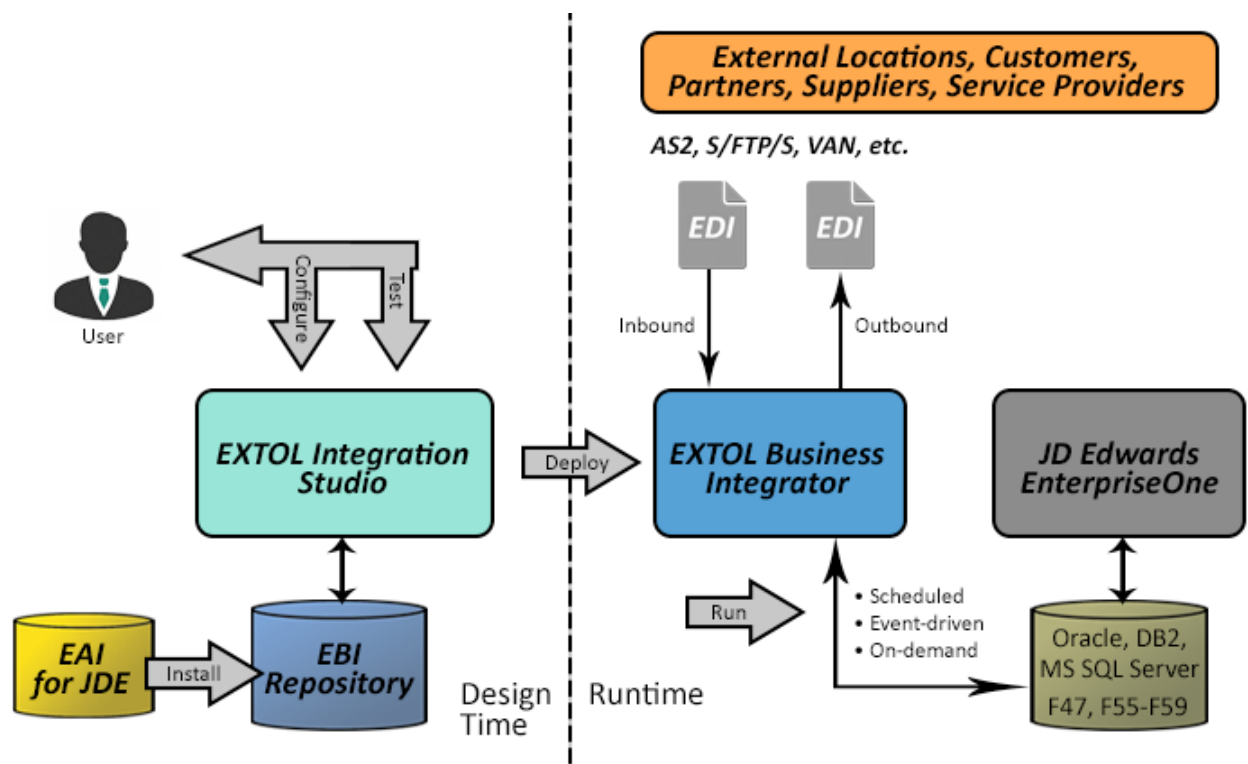 External Locations, Customers,
Partners, Suppliers, Service Providers
AS2, S/FTP/S, VAN, etc.
EDI
EDI
Inbound
Outbound
User
Configure
Test
EXTOL Integration
Studio
Deploy
EXTOL Business
Integrator
JD Edwards
EnterpriseOne
EAI
for JDE
Install
EBI
Repository
Design
Time
Runtime
Run
• Scheduled
• Event-driven
• On-demand
Oracle, DB2,
MS SQL Server
F47, F55-F59